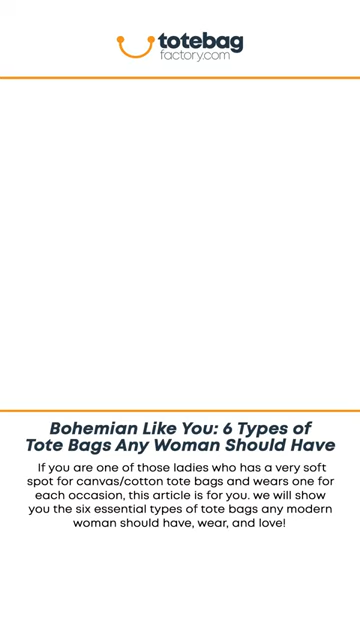 totebag
factory.com
Bohemian Like You: 6 Types of
Tote Bags Any Woman Should Have
If you are one of those ladies who has a very soft
spot for canvas/cotton tote bags and wears one for
each occasion, this article is for you. we will show
you the six essential types of tote bags any modern
woman should have, wear, and love!